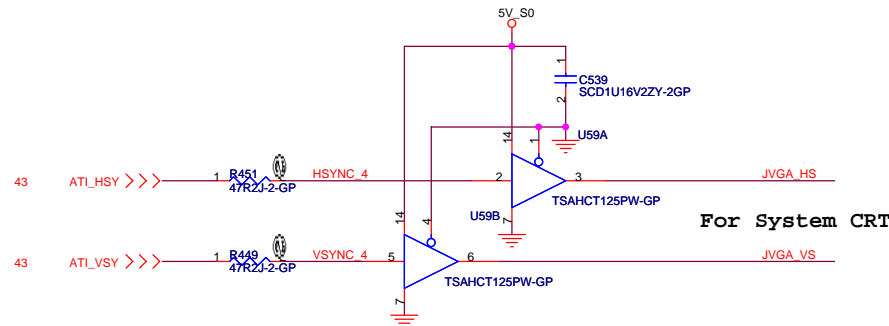 5V_S0
1
C539
SCD1U16V2ZY-2GP
2
14
1
U59A
43 ATI_HSY
1
R451
47R2J-2-GP
HSYNC_4
2
3
JVGA_HS
TSAHCT125PW-GP
14
4
U59B
7
For System CRT
43 ATI_VSY
1
R449
47R2J-2-GP
VSYNC_4
5
6
JVGA_VS
TSAHCT125PW-GP
7